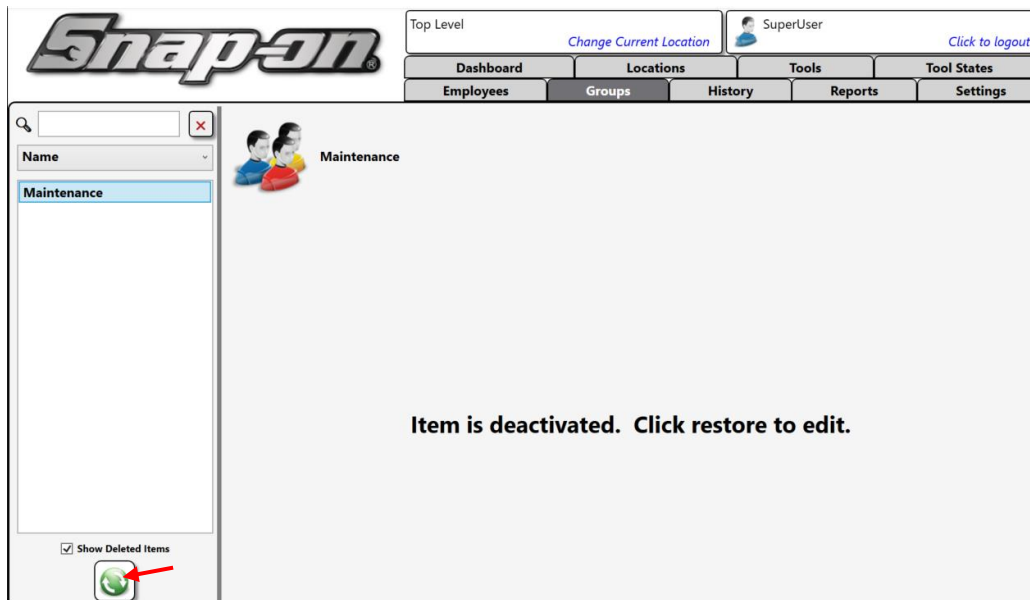 Snap-on®
Top Level
Change Current Location
SuperUser
Click to logout
Dashboard
Locations
Tools
Tool States
Employees
Groups
History
Reports
Settings
Name
Maintenance
Maintenance
Item is deactivated.  Click restore to edit.
Show Deleted Items